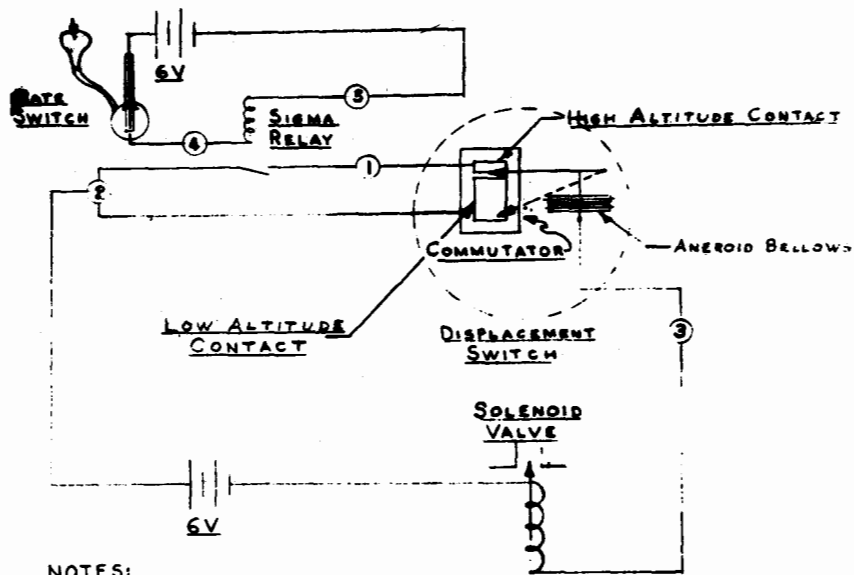 6V
RATE
SWITCH
5
SIGMA
RELAY
4
HIGH ALTITUDE CONTACT
1
2
COMMUTATOR
ANEROID BELLOWS
LOW ALTITUDE
CONTACT
DISPLACEMENT
SWITCH
3
SOLENOID
VALVE
6V
NOTES: